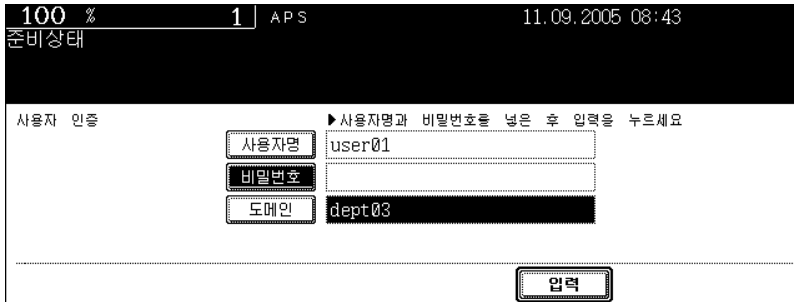 100 % 1 APS 11.09.2005 08:43
준비상태
사용자 인증 ▶사용자명과 비밀번호를 넣은 후 입력을 누르세요
사용자명 user01
비밀번호
도메인 dept03
입력